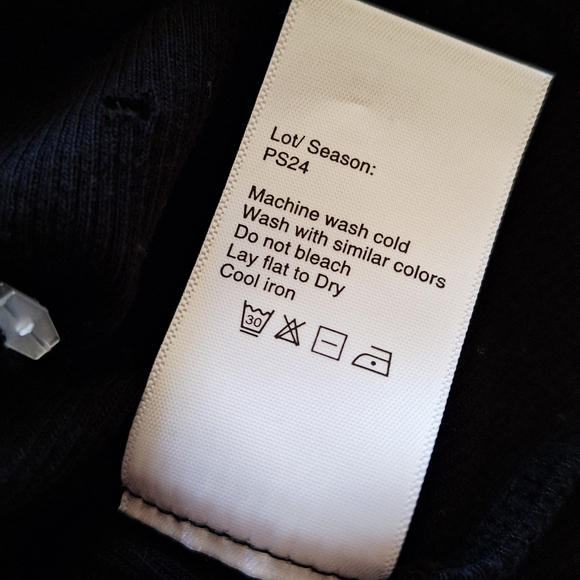 Lot/ Season:
PS24
Machine wash cold
Wash with similar colors
Do not bleach
Lay flat to Dry
Cool iron
30